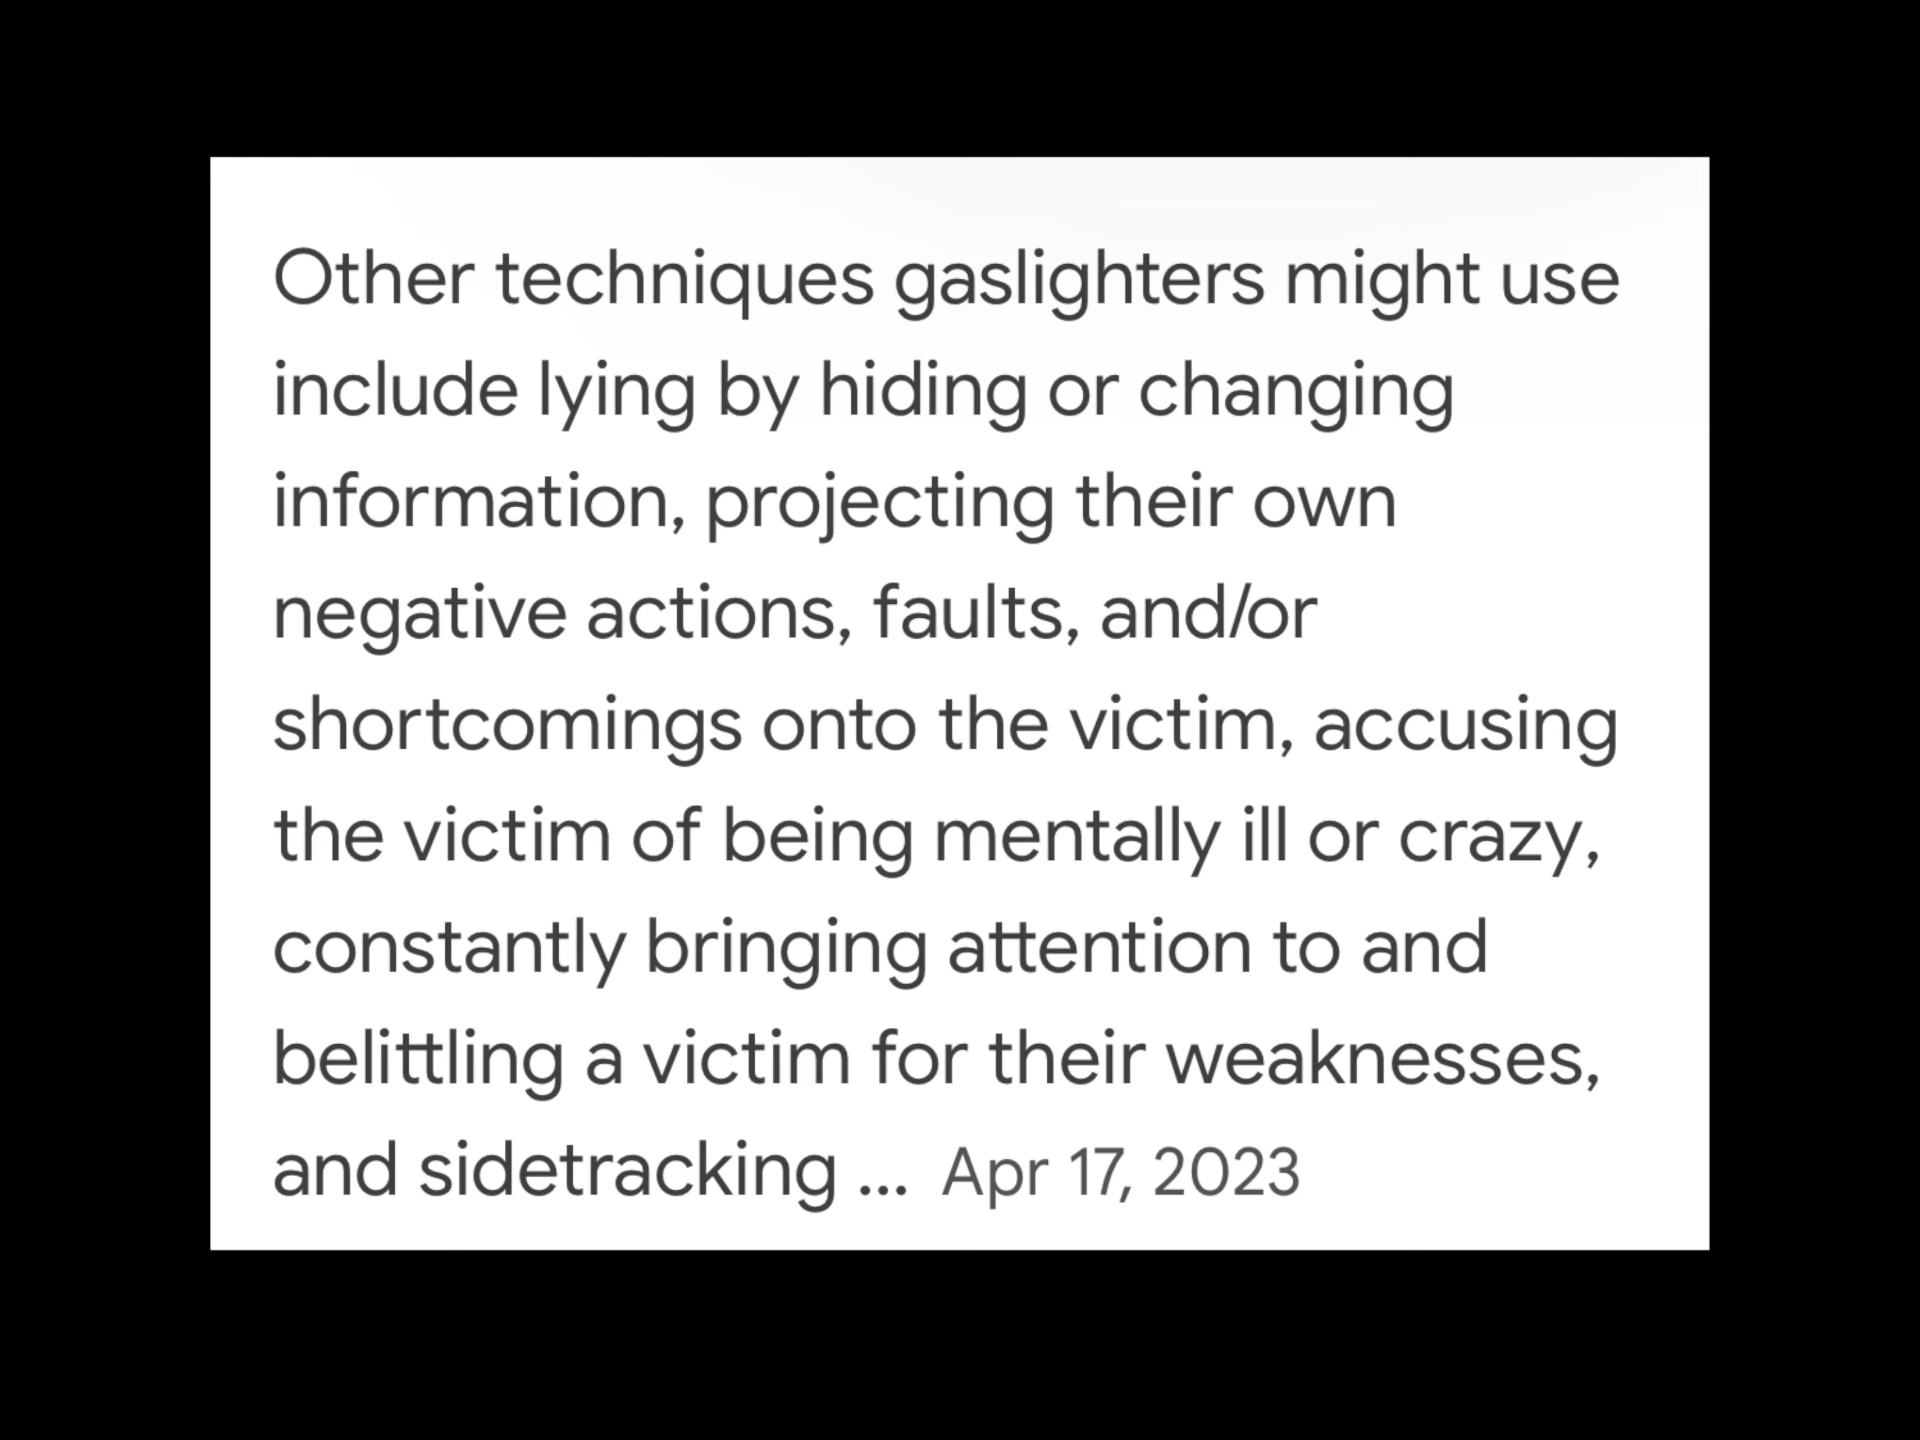 Other techniques gaslighters might use
include lying by hiding or changing
information, projecting their own
negative actions, faults, and/or
shortcomings onto the victim, accusing
the victim of being mentally ill or crazy,
constantly bringing attention to and
belittling a victim for their weaknesses,
and sidetracking ... Apr 17, 2023